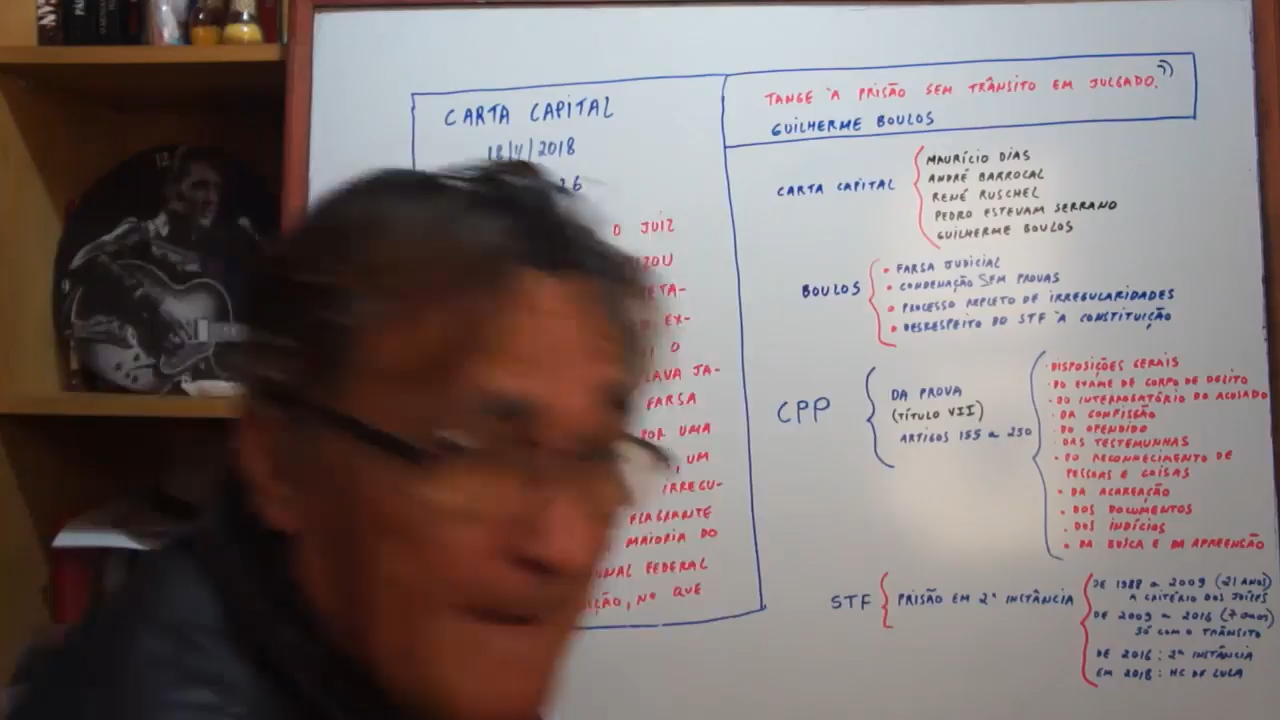 CARTA CAPITAL
18/4/2018
26
O JUIZ
ZOU
ETA-
EX-
O
LAVA JA-
FARSA
POR UMA
, UM
IRREGU-
FLAGRANTE
MAIORIA DO
UNAL FEDERAL
IÇÃO, NO QUE
TANGE À PRISÃO SEM TRÂNSITO EM JULGADO."
GUILHERME BOULOS
CARTA CAPITAL
MAURÍCIO DIAS
ANDRÉ BARROCAL
RENÉ RUSCHEL
PEDRO ESTEVAM SERRANO
GUILHERME BOULOS
BOULOS
• FARSA JUDICIAL
• CONDENAÇÃO SEM PROVAS
• PROCESSO REPLETO DE IRREGULARIDADES
• DESRESPEITO DO STF À CONSTITUIÇÃO
CPP
DA PROVA
(TÍTULO VII)
ARTIGOS 155 a 250
• DISPOSIÇÕES GERAIS
• DO EXAME DE CORPO DE DELITO
• DO INTERROGATÓRIO DO ACUSADO
• DA CONFISSÃO
• DO OFENDIDO
• DAS TESTEMUNHAS
• DO RECONHECIMENTO DE
PESSOAS E COISAS
• DA ACAREAÇÃO
• DOS DOCUMENTOS
• DOS INDÍCIOS
• DA BUSCA E DA APREENSÃO
STF
PRISÃO EM 2ª INSTÂNCIA
DE 1988 a 2009 (21 ANOS)
A CRITÉRIO DOS JUÍZES
DE 2009 a 2016 (7 anos)
SÓ COM O TRÂNSITO
DE 2016: 2ª INSTÂNCIA
EM 2018: HC DE LULA